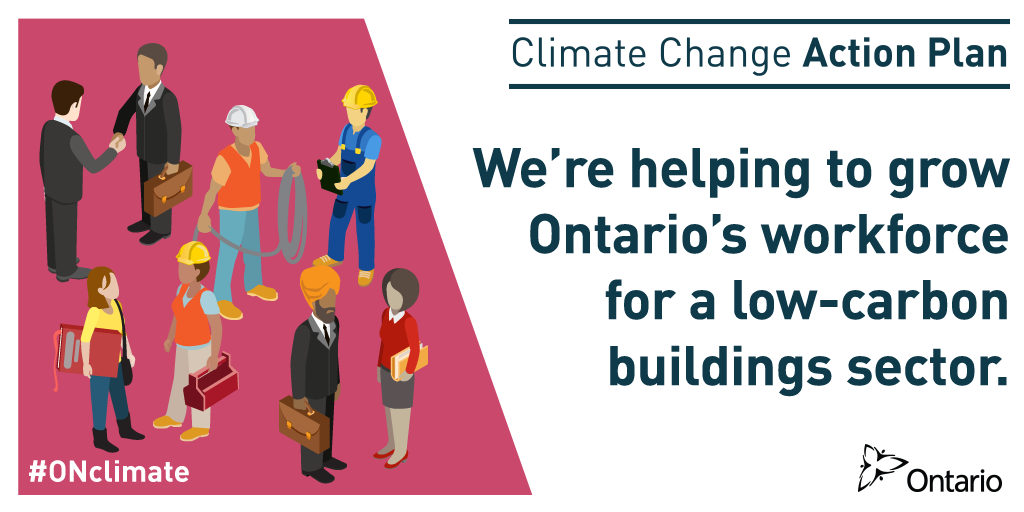 Climate Change Action Plan
We're helping to grow
Ontario's workforce
for a low-carbon
buildings sector.
#ONclimate
Ontario